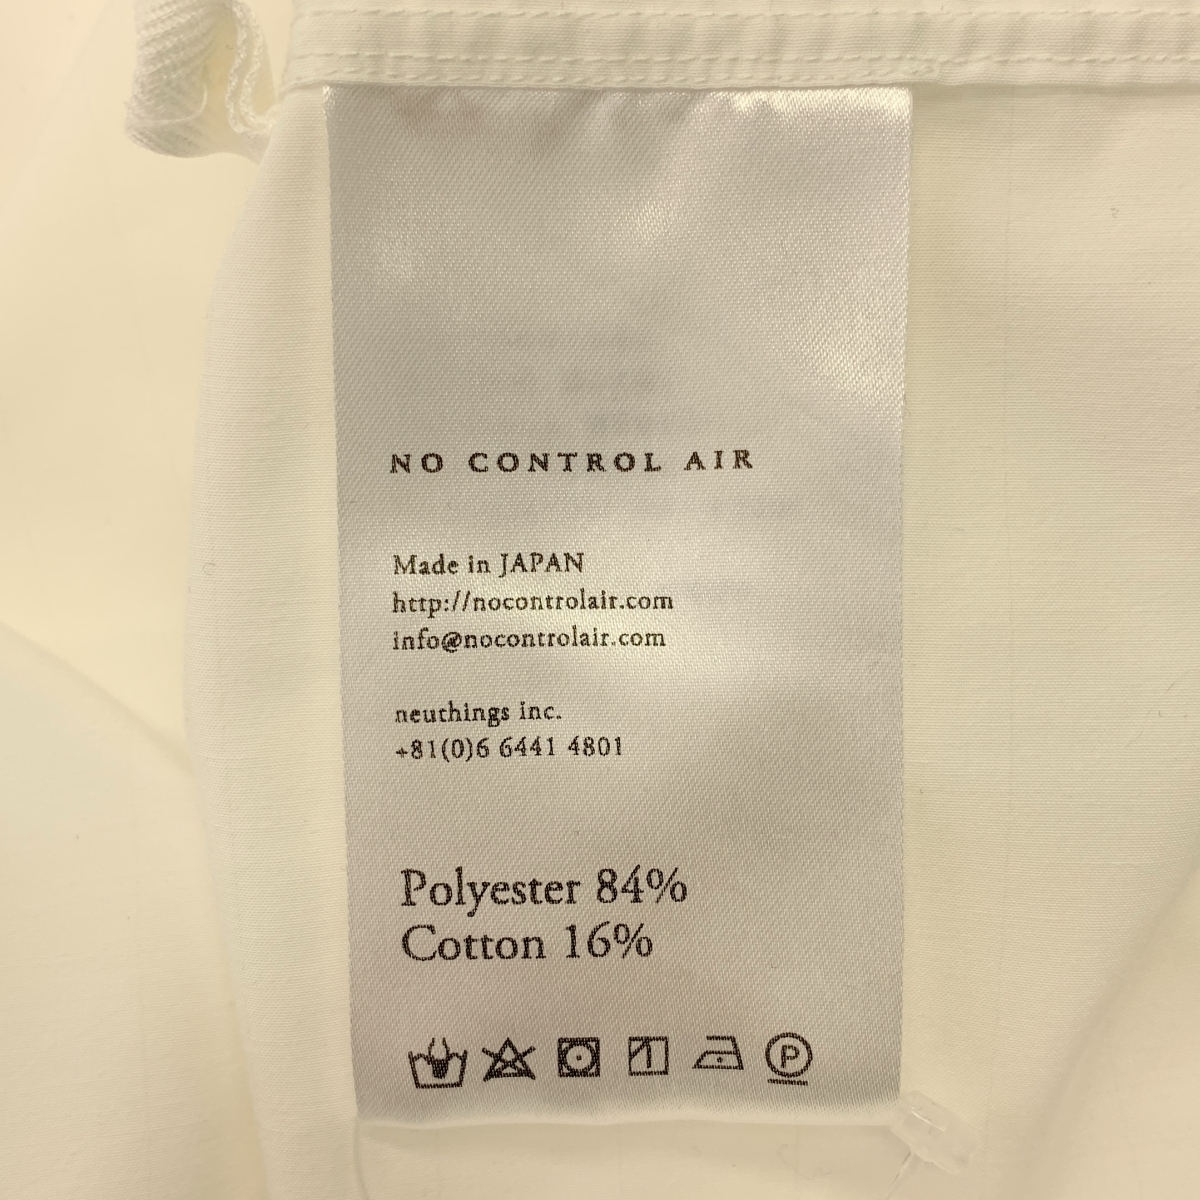 NO CONTROL AIR
Made in JAPAN
http://nocontrolair.com
info@nocontrolair.com
neuthings inc.
+81(0)6 6441 4801
Polyester 84%
Cotton 16%
P